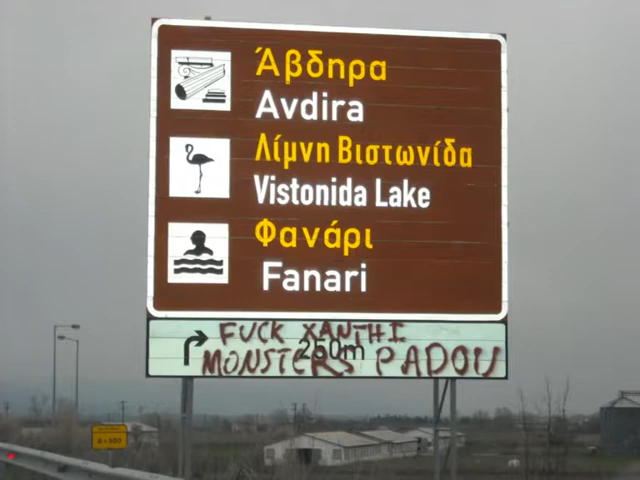 Άβδηρα
Avdira
Λίμνη Βιστωνίδα
Vistonida Lake
Φανάρι
Fanari
FUCK XANTHI
250m
MONSTERS PADOU